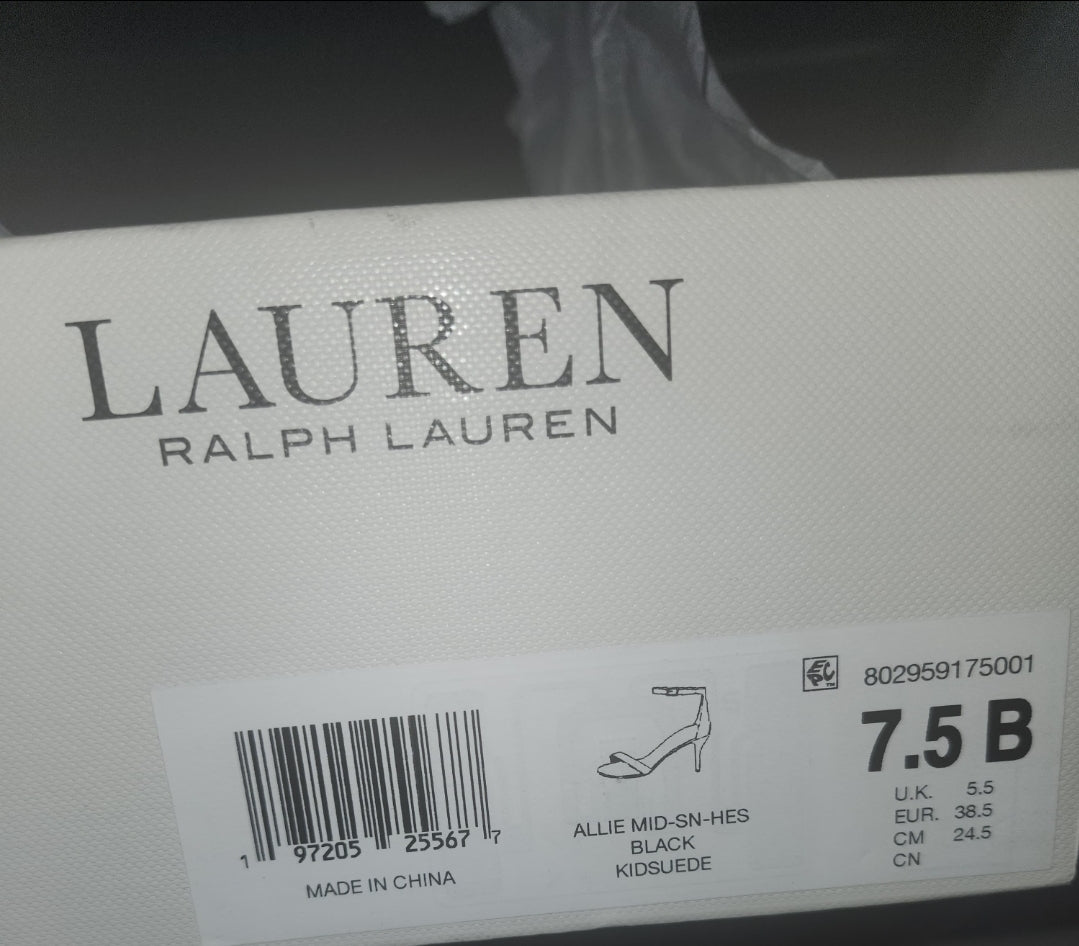 LAUREN
RALPH LAUREN
EPC™ 802959175001
7.5 B
U.K. 5.5
EUR. 38.5
CM 24.5
CN
ALLIE MID-SN-HES
BLACK
KIDSUEDE
1 97205 25567 7
MADE IN CHINA